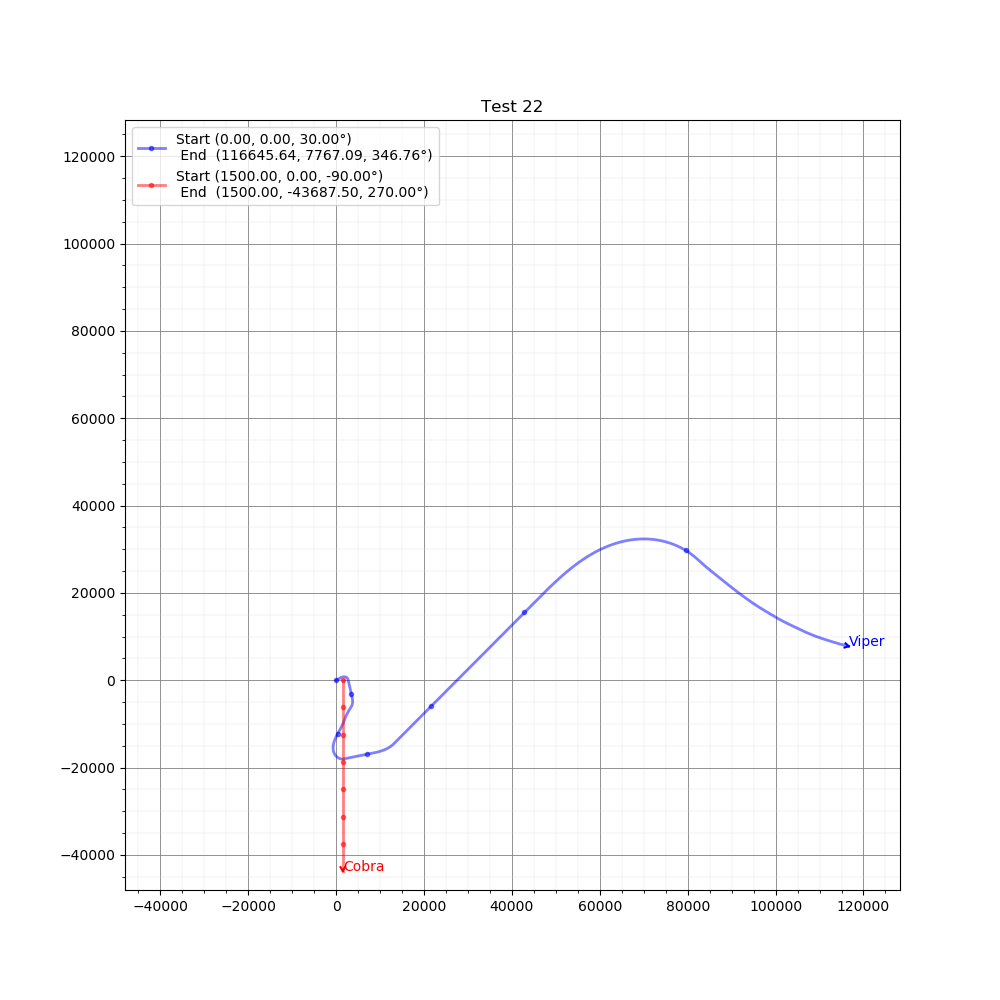 Test 22
Start (0.00, 0.00, 30.00°)
End (116645.64, 7767.09, 346.76°)
Start (1500.00, 0.00, -90.00°)
End (1500.00, -43687.50, 270.00°)
120000
100000
80000
60000
40000
20000
0
−20000
−40000
Viper
Cobra
−40000 −20000 0 20000 40000 60000 80000 100000 120000